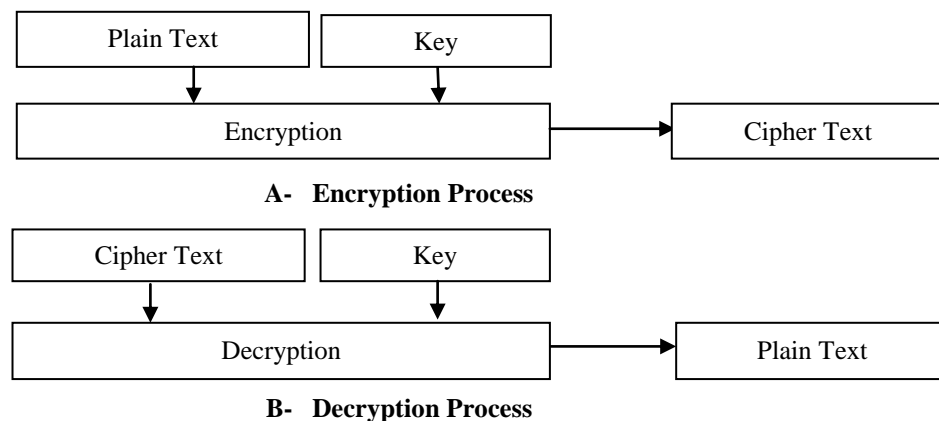 Plain Text
Key
Encryption
Cipher Text
A- Encryption Process
Cipher Text
Key
Decryption
Plain Text
B- Decryption Process